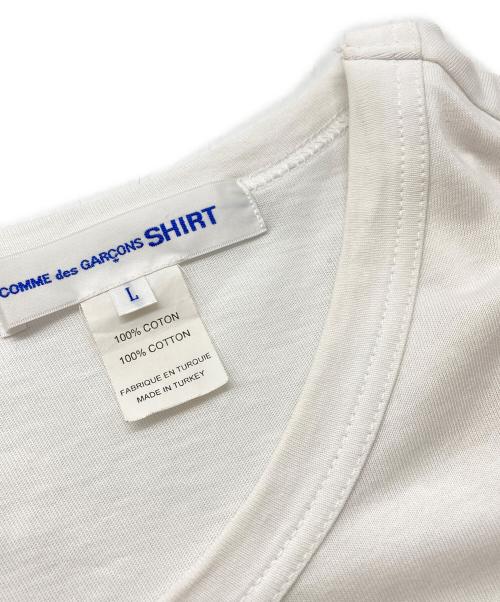 COMME des GARÇONS SHIRT
L
100% COTON
100% COTTON
FABRIQUE EN TURQUIE
MADE IN TURKEY